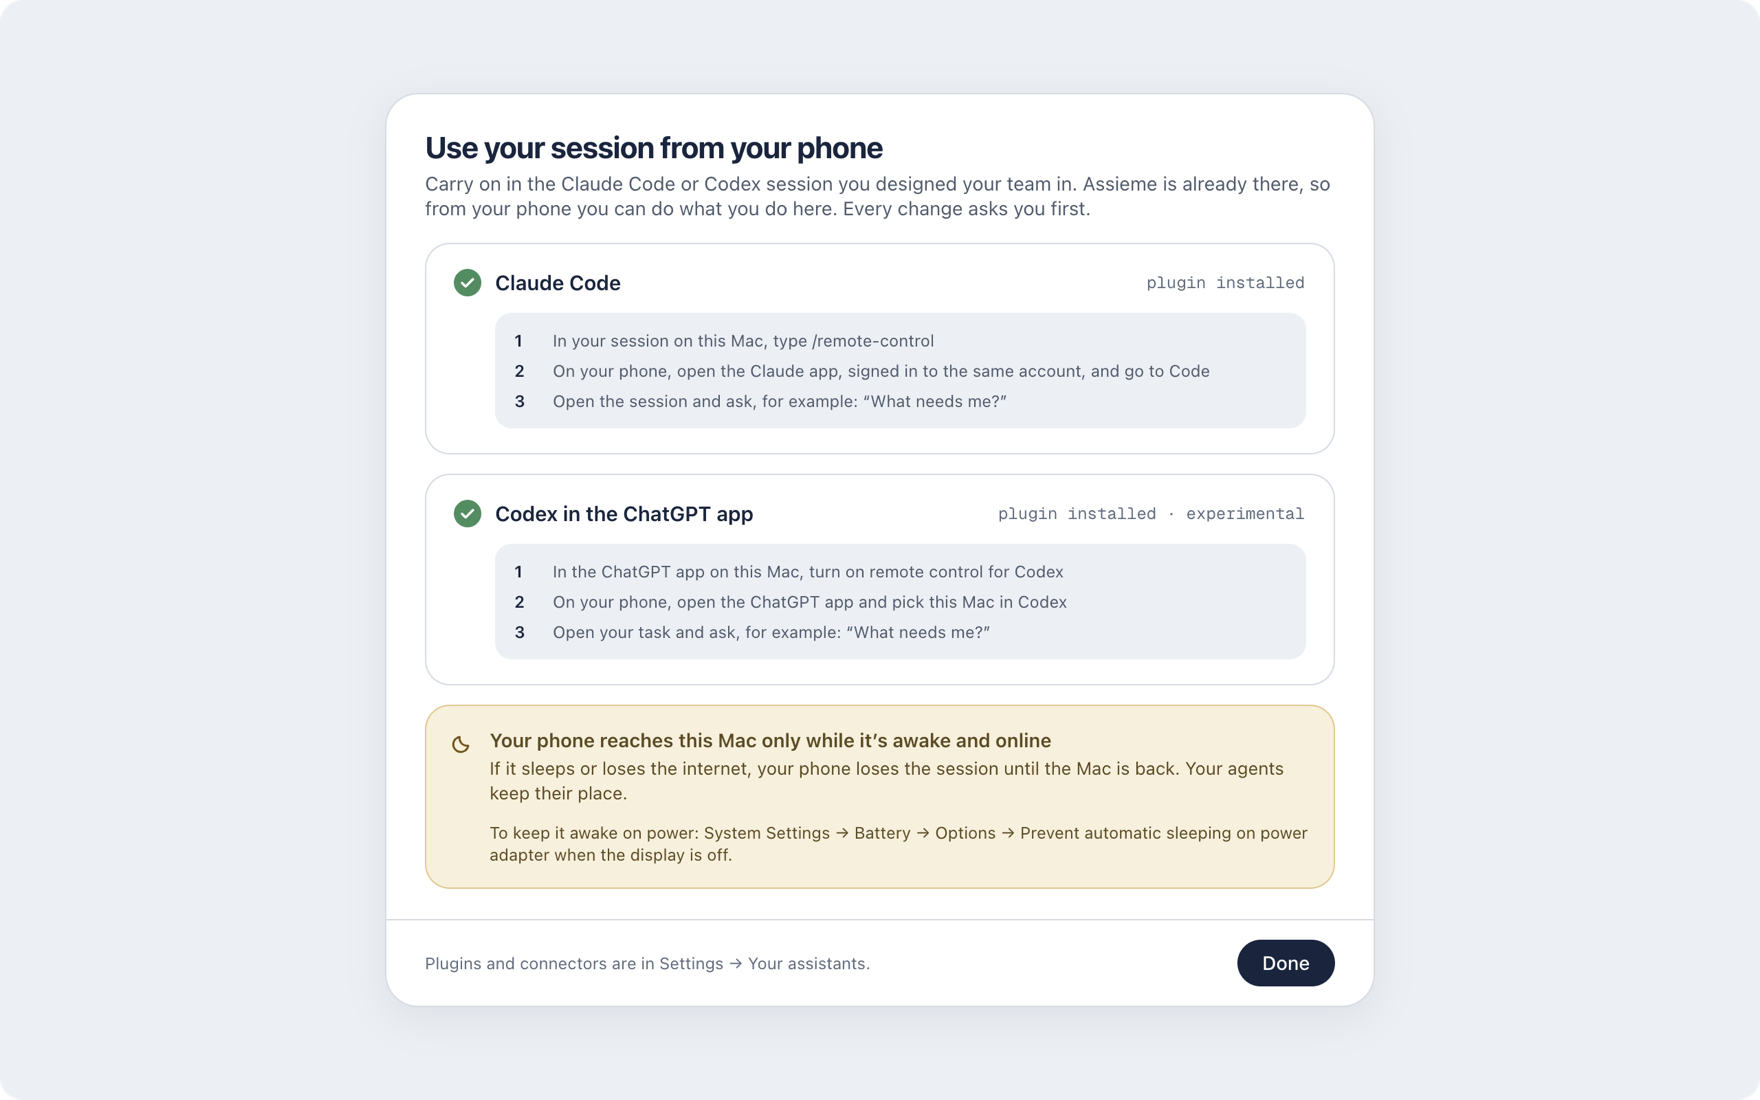 Use your session from your phone
Carry on in the Claude Code or Codex session you designed your team in. Assieme is already there, so
from your phone you can do what you do here. Every change asks you first.
Claude Code
plugin installed
1 In your session on this Mac, type /remote-control
2 On your phone, open the Claude app, signed in to the same account, and go to Code
3 Open the session and ask, for example: “What needs me?”
Codex in the ChatGPT app
plugin installed · experimental
1 In the ChatGPT app on this Mac, turn on remote control for Codex
2 On your phone, open the ChatGPT app and pick this Mac in Codex
3 Open your task and ask, for example: “What needs me?”
Your phone reaches this Mac only while it’s awake and online
If it sleeps or loses the internet, your phone loses the session until the Mac is back. Your agents
keep their place.
To keep it awake on power: System Settings → Battery → Options → Prevent automatic sleeping on power
adapter when the display is off.
Plugins and connectors are in Settings → Your assistants.
Done